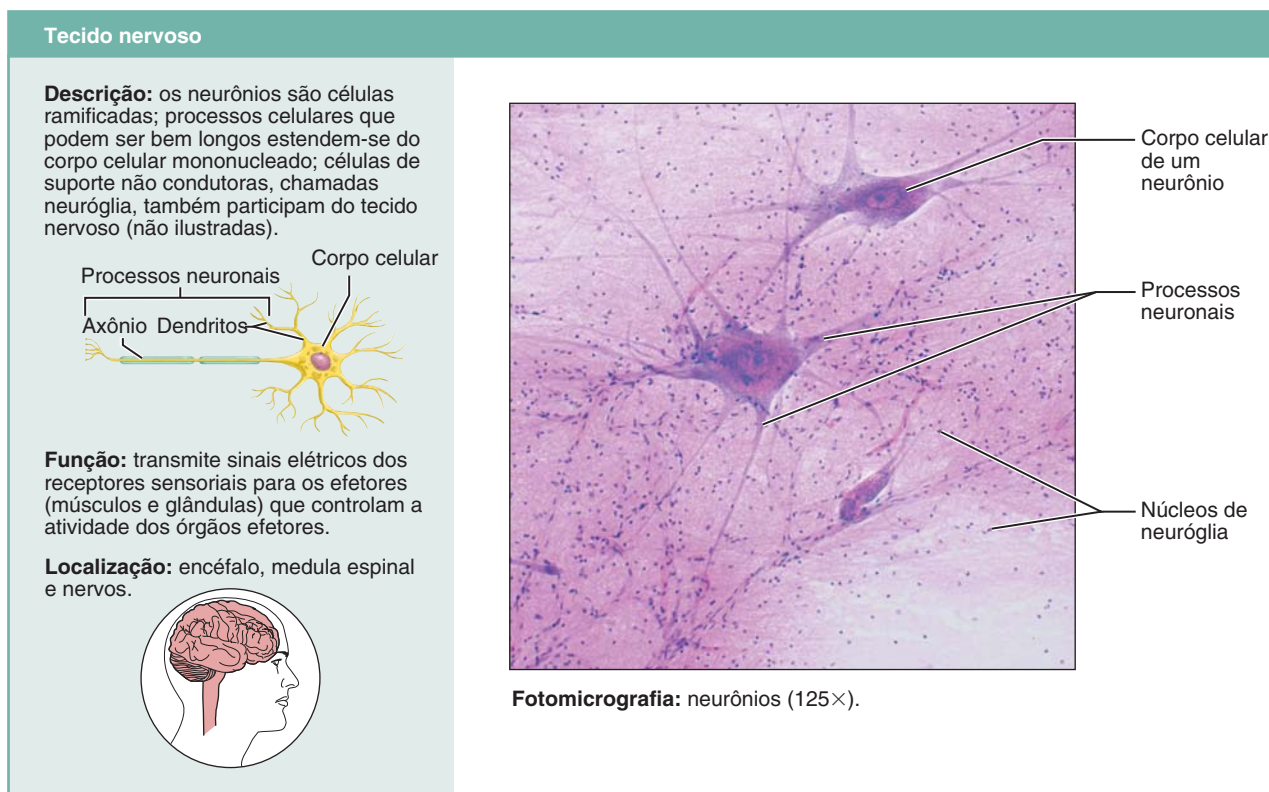 Tecido nervoso
Descrição: os neurônios são células
ramificadas; processos celulares que
podem ser bem longos estendem-se do
corpo celular mononucleado; células de
suporte não condutoras, chamadas
neuróglia, também participam do tecido
nervoso (não ilustradas).
Corpo celular
Processos neuronais
Axônio Dendritos
Função: transmite sinais elétricos dos
receptores sensoriais para os efetores
(músculos e glândulas) que controlam a
atividade dos órgãos efetores.
Localização: encéfalo, medula espinal
e nervos.
Corpo celular
de um
neurônio
Processos
neuronais
Núcleos de
neuróglia
Fotomicrografia: neurônios (125×).